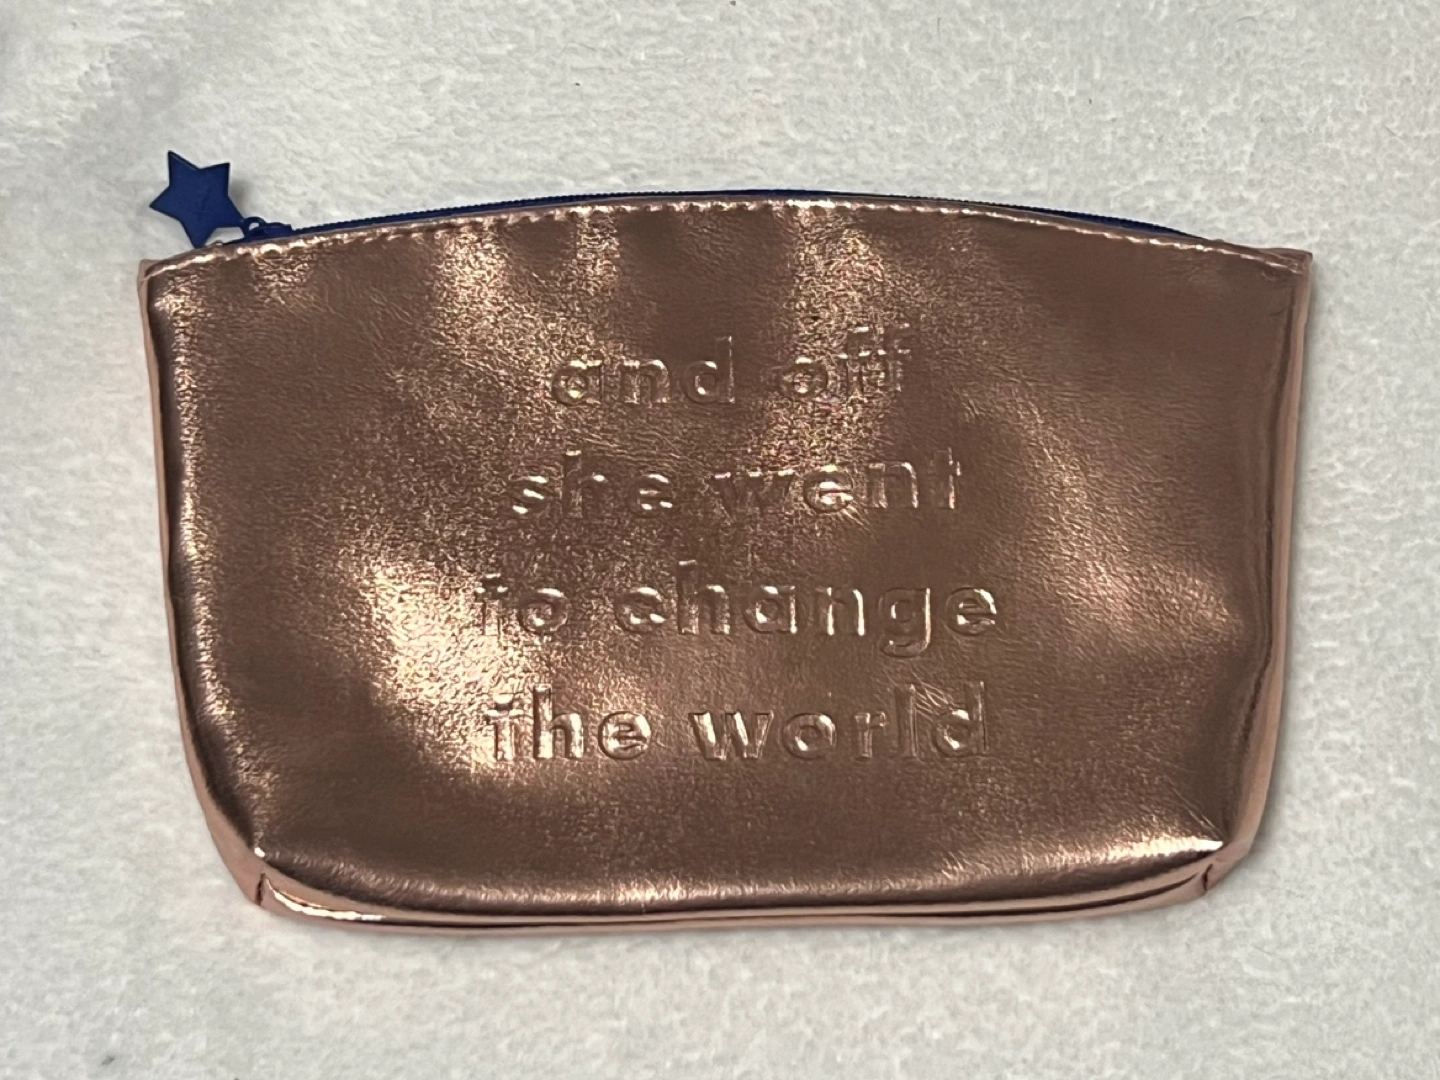 and off
she went
to change
the world